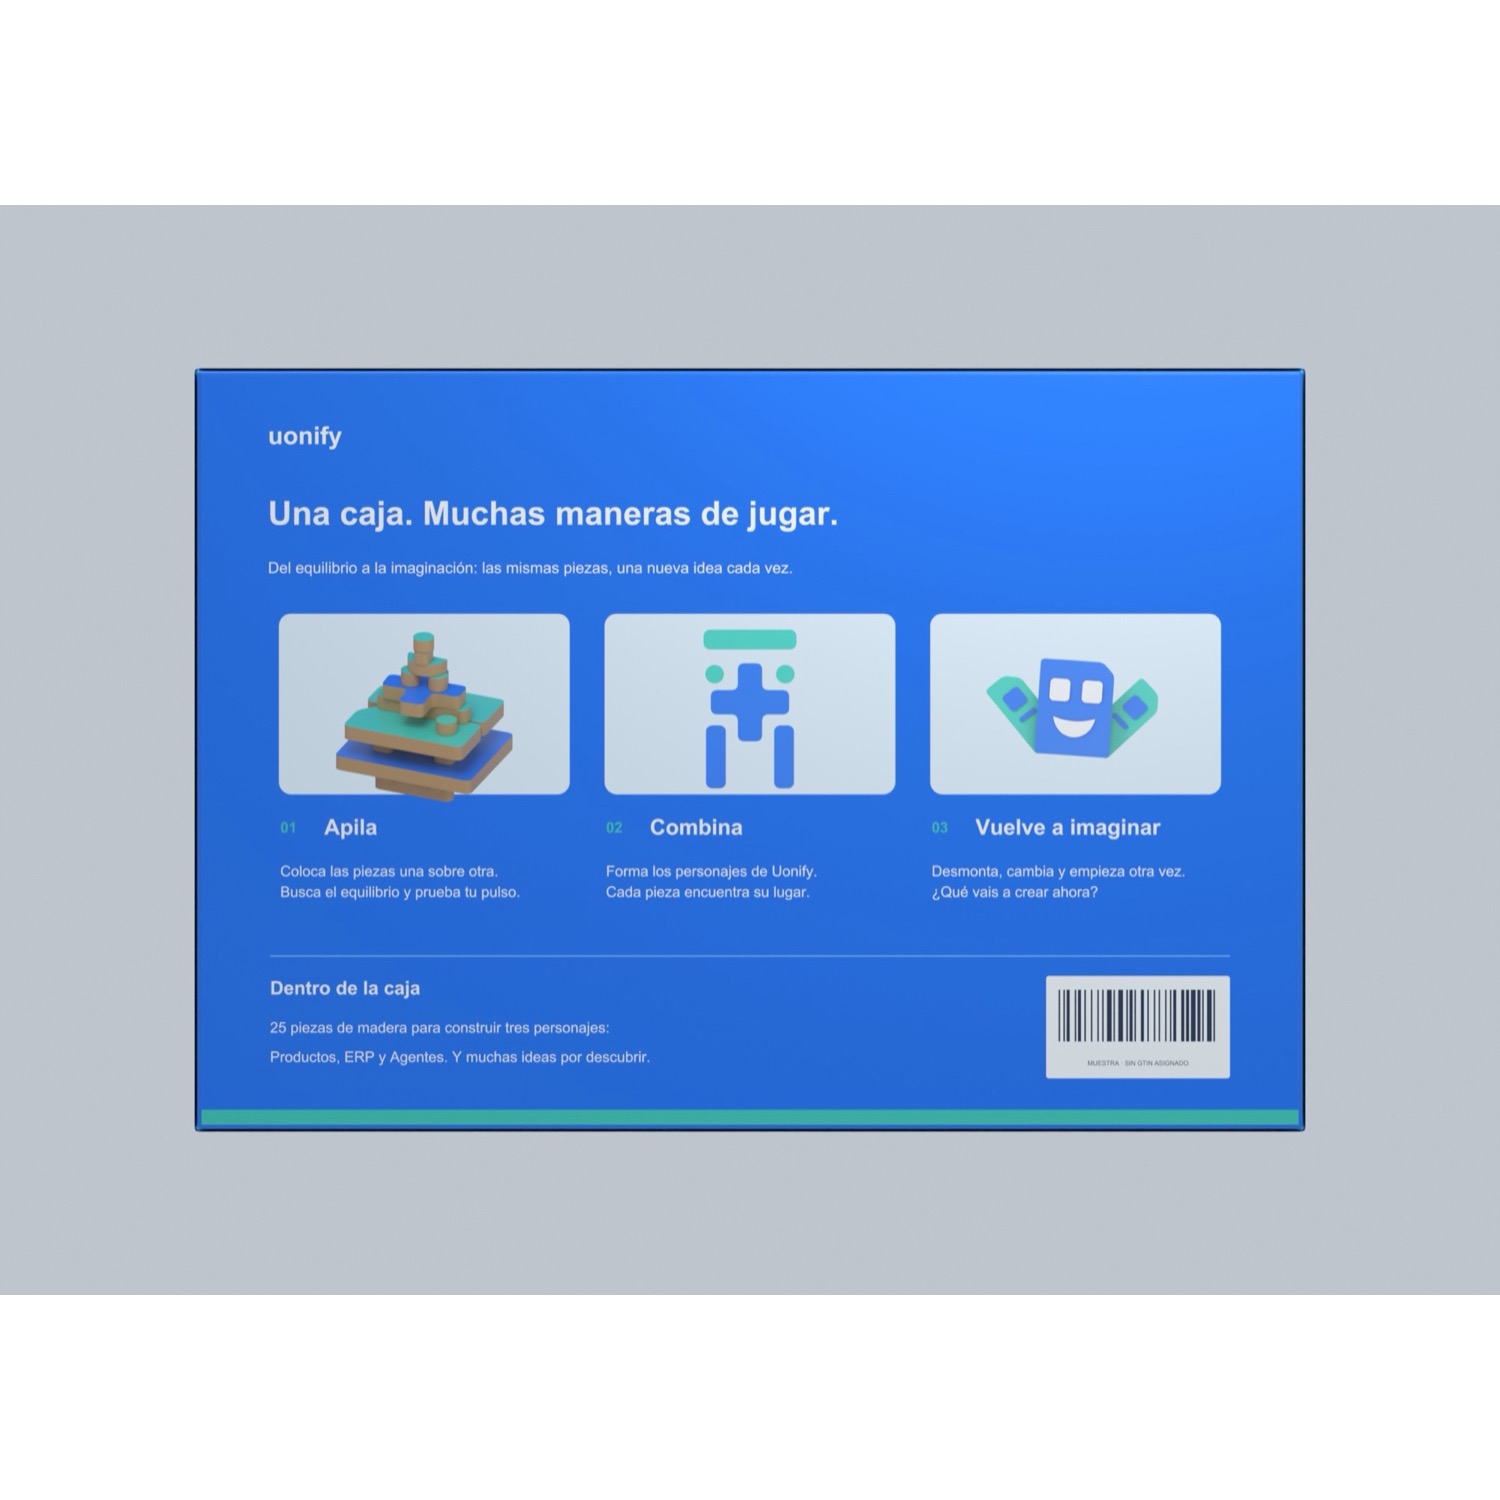 uonify
Una caja. Muchas maneras de jugar.
Del equilibrio a la imaginación: las mismas piezas, una nueva idea cada vez.
01 Apila
Coloca las piezas una sobre otra.
Busca el equilibrio y prueba tu pulso.
02 Combina
Forma los personajes de Uonify.
Cada pieza encuentra su lugar.
03 Vuelve a imaginar
Desmonta, cambia y empieza otra vez.
¿Qué vais a crear ahora?
Dentro de la caja
25 piezas de madera para construir tres personajes:
Productos, ERP y Agentes. Y muchas ideas por descubrir.
MUESTRA · SIN GTIN ASIGNADO